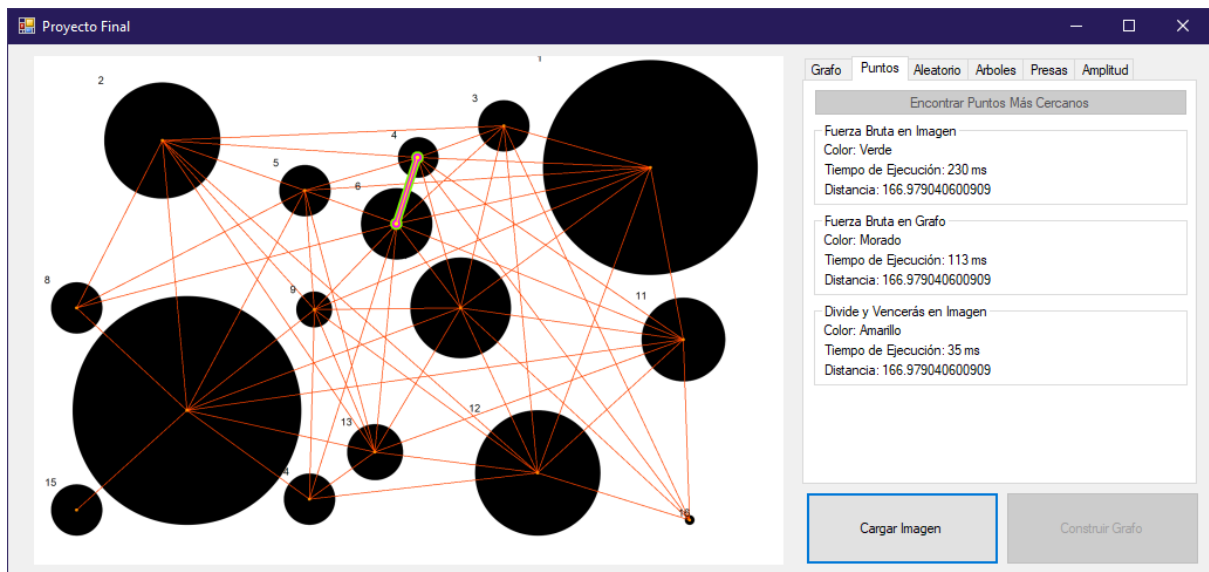 Proyecto Final
Grafo Puntos Aleatorio Arboles Presas Amplitud
Encontrar Puntos Más Cercanos
Fuerza Bruta en Imagen
Color: Verde
Tiempo de Ejecución: 230 ms
Distancia: 166.979040600909
Fuerza Bruta en Grafo
Color: Morado
Tiempo de Ejecución: 113 ms
Distancia: 166.979040600909
Divide y Vencerás en Imagen
Color: Amarillo
Tiempo de Ejecución: 35 ms
Distancia: 166.979040600909
Cargar Imagen
Construir Grafo
1
2
3
4
5
6
8
9
11
12
13
4
15
16